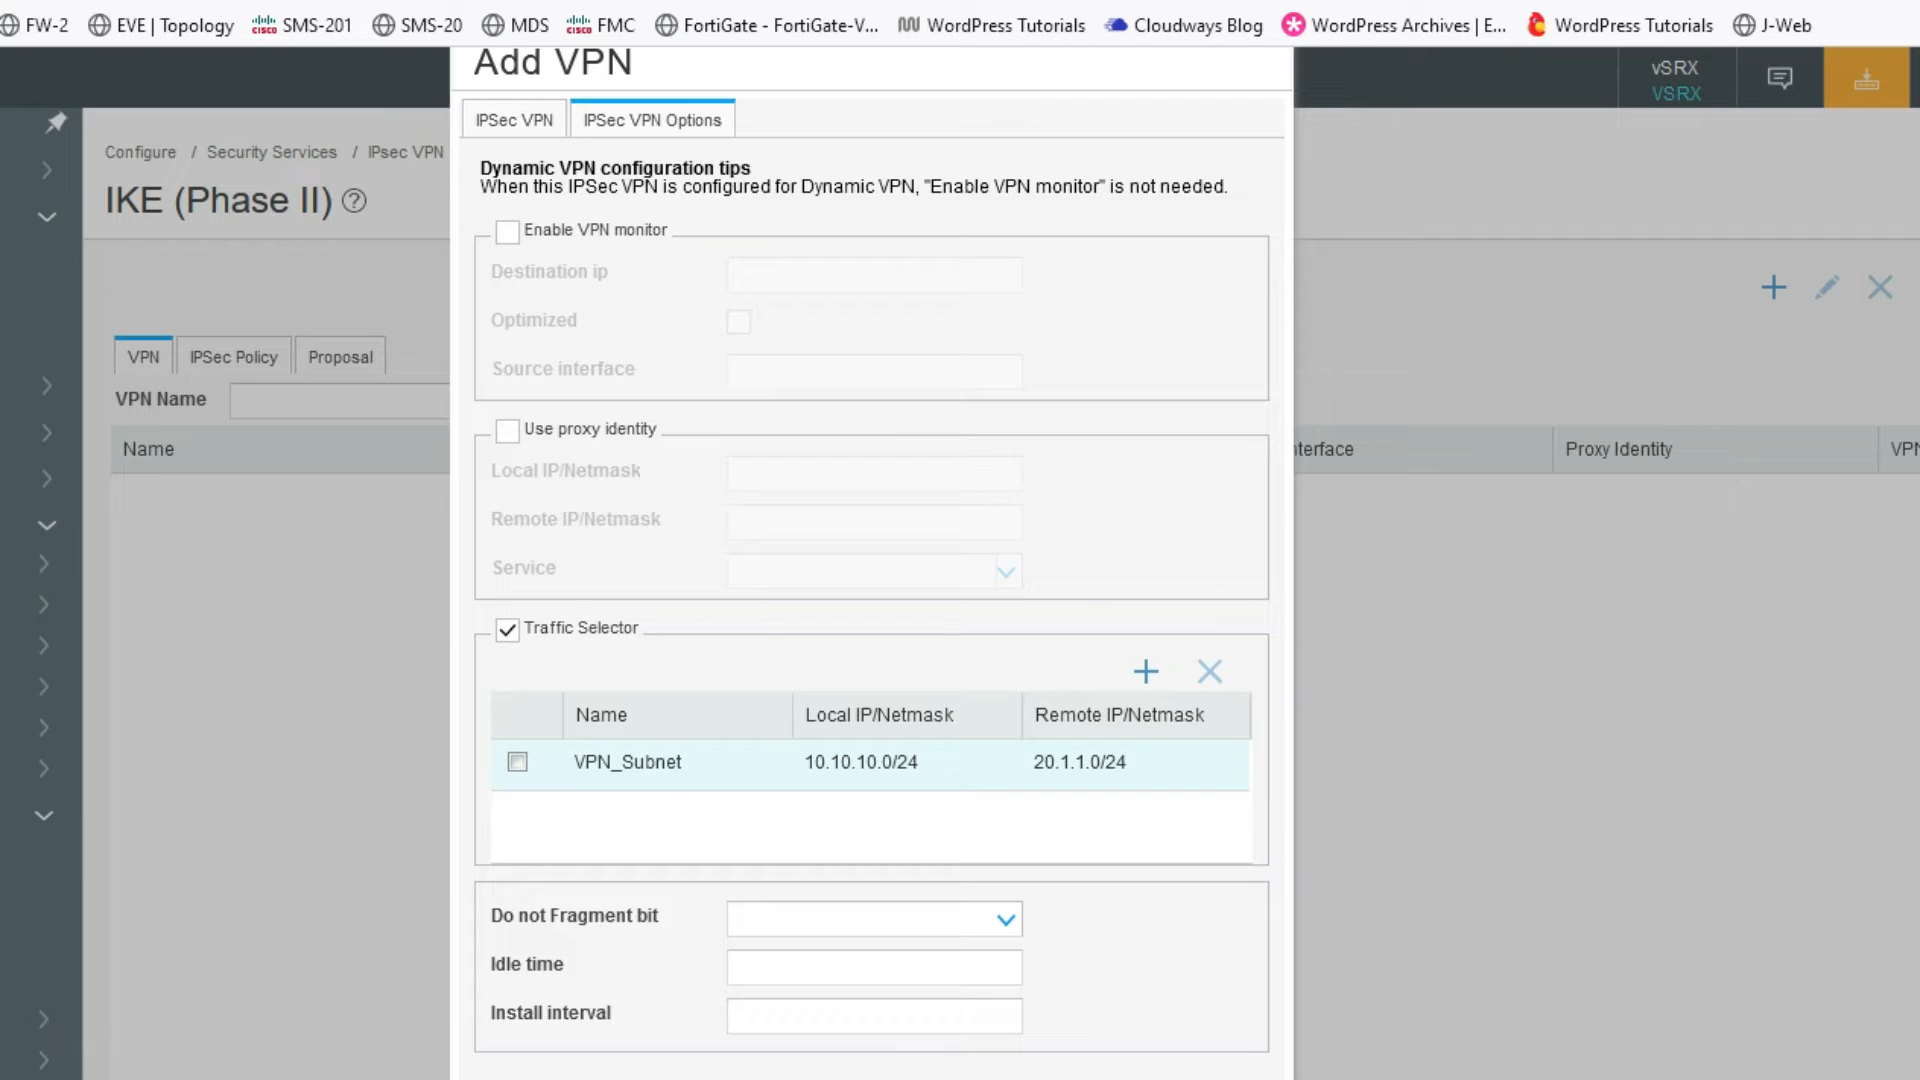 FW-2 EVE | Topology SMS-201 SMS-20 MDS FMC FortiGate - FortiGate-V... WordPress Tutorials Cloudways Blog WordPress Archives | E... WordPress Tutorials J-Web
Add VPN
vSRX
VSRX
IPSec VPN IPSec VPN Options
Configure / Security Services / IPsec VPN
IKE (Phase II) ?
Dynamic VPN configuration tips
When this IPSec VPN is configured for Dynamic VPN, "Enable VPN monitor" is not needed.
Enable VPN monitor
Destination ip
Optimized
Source interface
VPN IPSec Policy Proposal
VPN Name
Name
nterface Proxy Identity VPN
Use proxy identity
Local IP/Netmask
Remote IP/Netmask
Service
Traffic Selector
Name Local IP/Netmask Remote IP/Netmask
VPN_Subnet 10.10.10.0/24 20.1.1.0/24
Do not Fragment bit
Idle time
Install interval